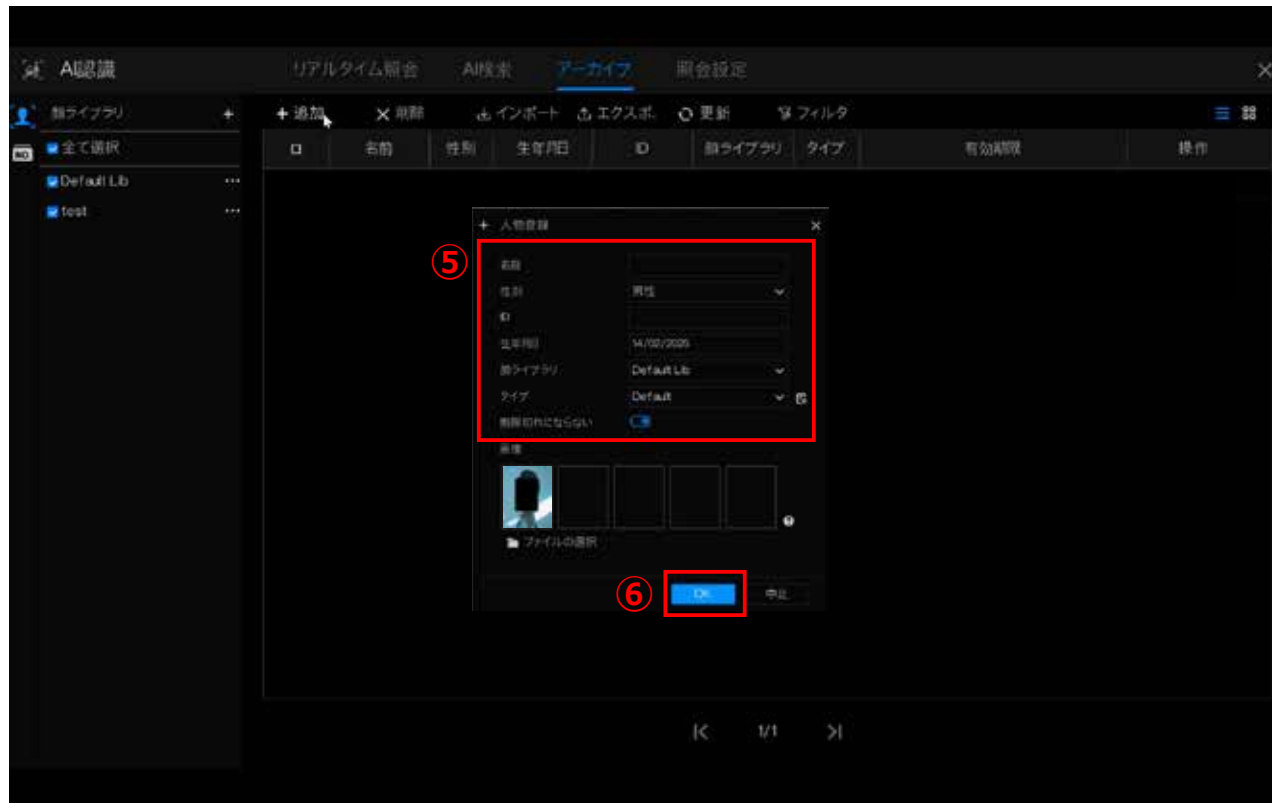 AI認識 リアルタイム照会 AI検索 アーカイブ 照会設定
顔ライブラリ + + 追加 × 削除 インポート エクスポ.. 更新 フィルタ
NO 全て選択 名前 性別 生年月日 ID 顔ライブラリ タイプ 有効期限 操作
Default Lib ...
test ...
+ 人物登録 ×
⑤
名前
性別 男性
ID
生年月日 14/02/2025
顔ライブラリ Default Lib
タイプ Default
期限切れにならない
画像
ファイルの選択
⑥ OK 中止
1/1